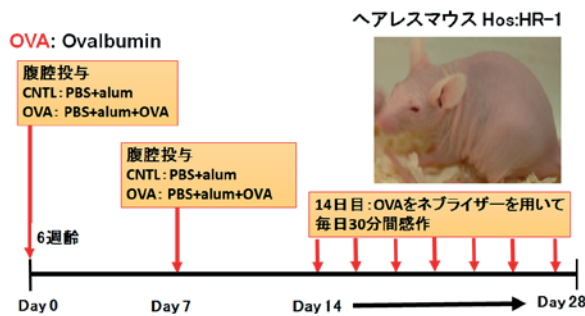 ヘアレスマウス Hos:HR-1
OVA: Ovalbumin
腹腔投与
CNTL：PBS+alum
OVA： PBS+alum+OVA
腹腔投与
CNTL：PBS+alum
OVA：PBS+alum+OVA
14日目：OVAをネブライザーを用いて
毎日30分間感作
6週齢
Day 0
Day 7
Day 14
Day 28